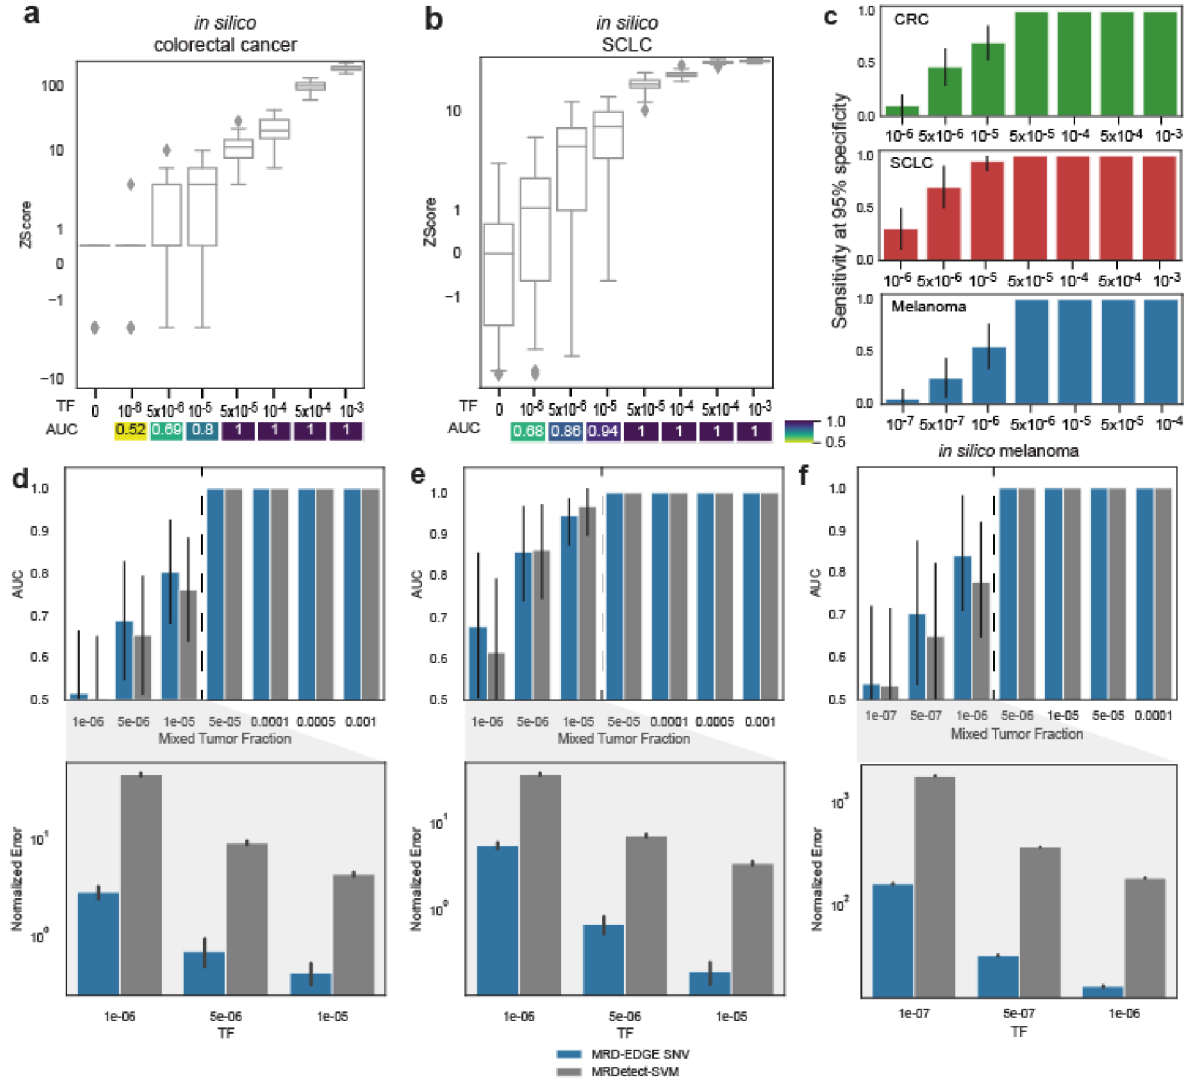 a
in silico
colorectal cancer
ZScore
100
10
1
0
−1
−10
TF 0 10-6 5x10-6 10-5 5x10-5 10-4 5x10-4 10-3
AUC 0.52 0.69 0.8 1 1 1 1
b
in silico
SCLC
ZScore
10
1
0
−1
TF 0 10-6 5x10-6 10-5 5x10-5 10-4 5x10-4 10-3
AUC 0.68 0.86 0.94 1 1 1 1
1.0
0.5
c
Sensitivity at 95% specificity
CRC
1.0
0.5
0.0
10-6 5x10-6 10-5 5x10-5 10-4 5x10-4 10-3
SCLC
1.0
0.5
0.0
10-6 5x10-6 10-5 5x10-5 10-4 5x10-4 10-3
Melanoma
1.0
0.5
0.0
10-7 5x10-7 10-6 5x10-6 10-5 5x10-5 10-4
d
AUC
1.0
0.9
0.8
0.7
0.6
0.5
1e-06 5e-06 1e-05 5e-05 0.0001 0.0005 0.001
Mixed Tumor Fraction
Normalized Error
101
100
1e-06 5e-06 1e-05
TF
e
AUC
1.0
0.9
0.8
0.7
0.6
0.5
1e-06 5e-06 1e-05 5e-05 0.0001 0.0005 0.001
Mixed Tumor Fraction
Normalized Error
101
100
1e-06 5e-06 1e-05
TF
f
in silico melanoma
AUC
1.0
0.9
0.8
0.7
0.6
0.5
1e-07 5e-07 1e-06 5e-06 1e-05 5e-05 0.0001
Mixed Tumor Fraction
Normalized Error
103
102
1e-07 5e-07 1e-06
TF
MRD-EDGE SNV
MRDetect-SVM